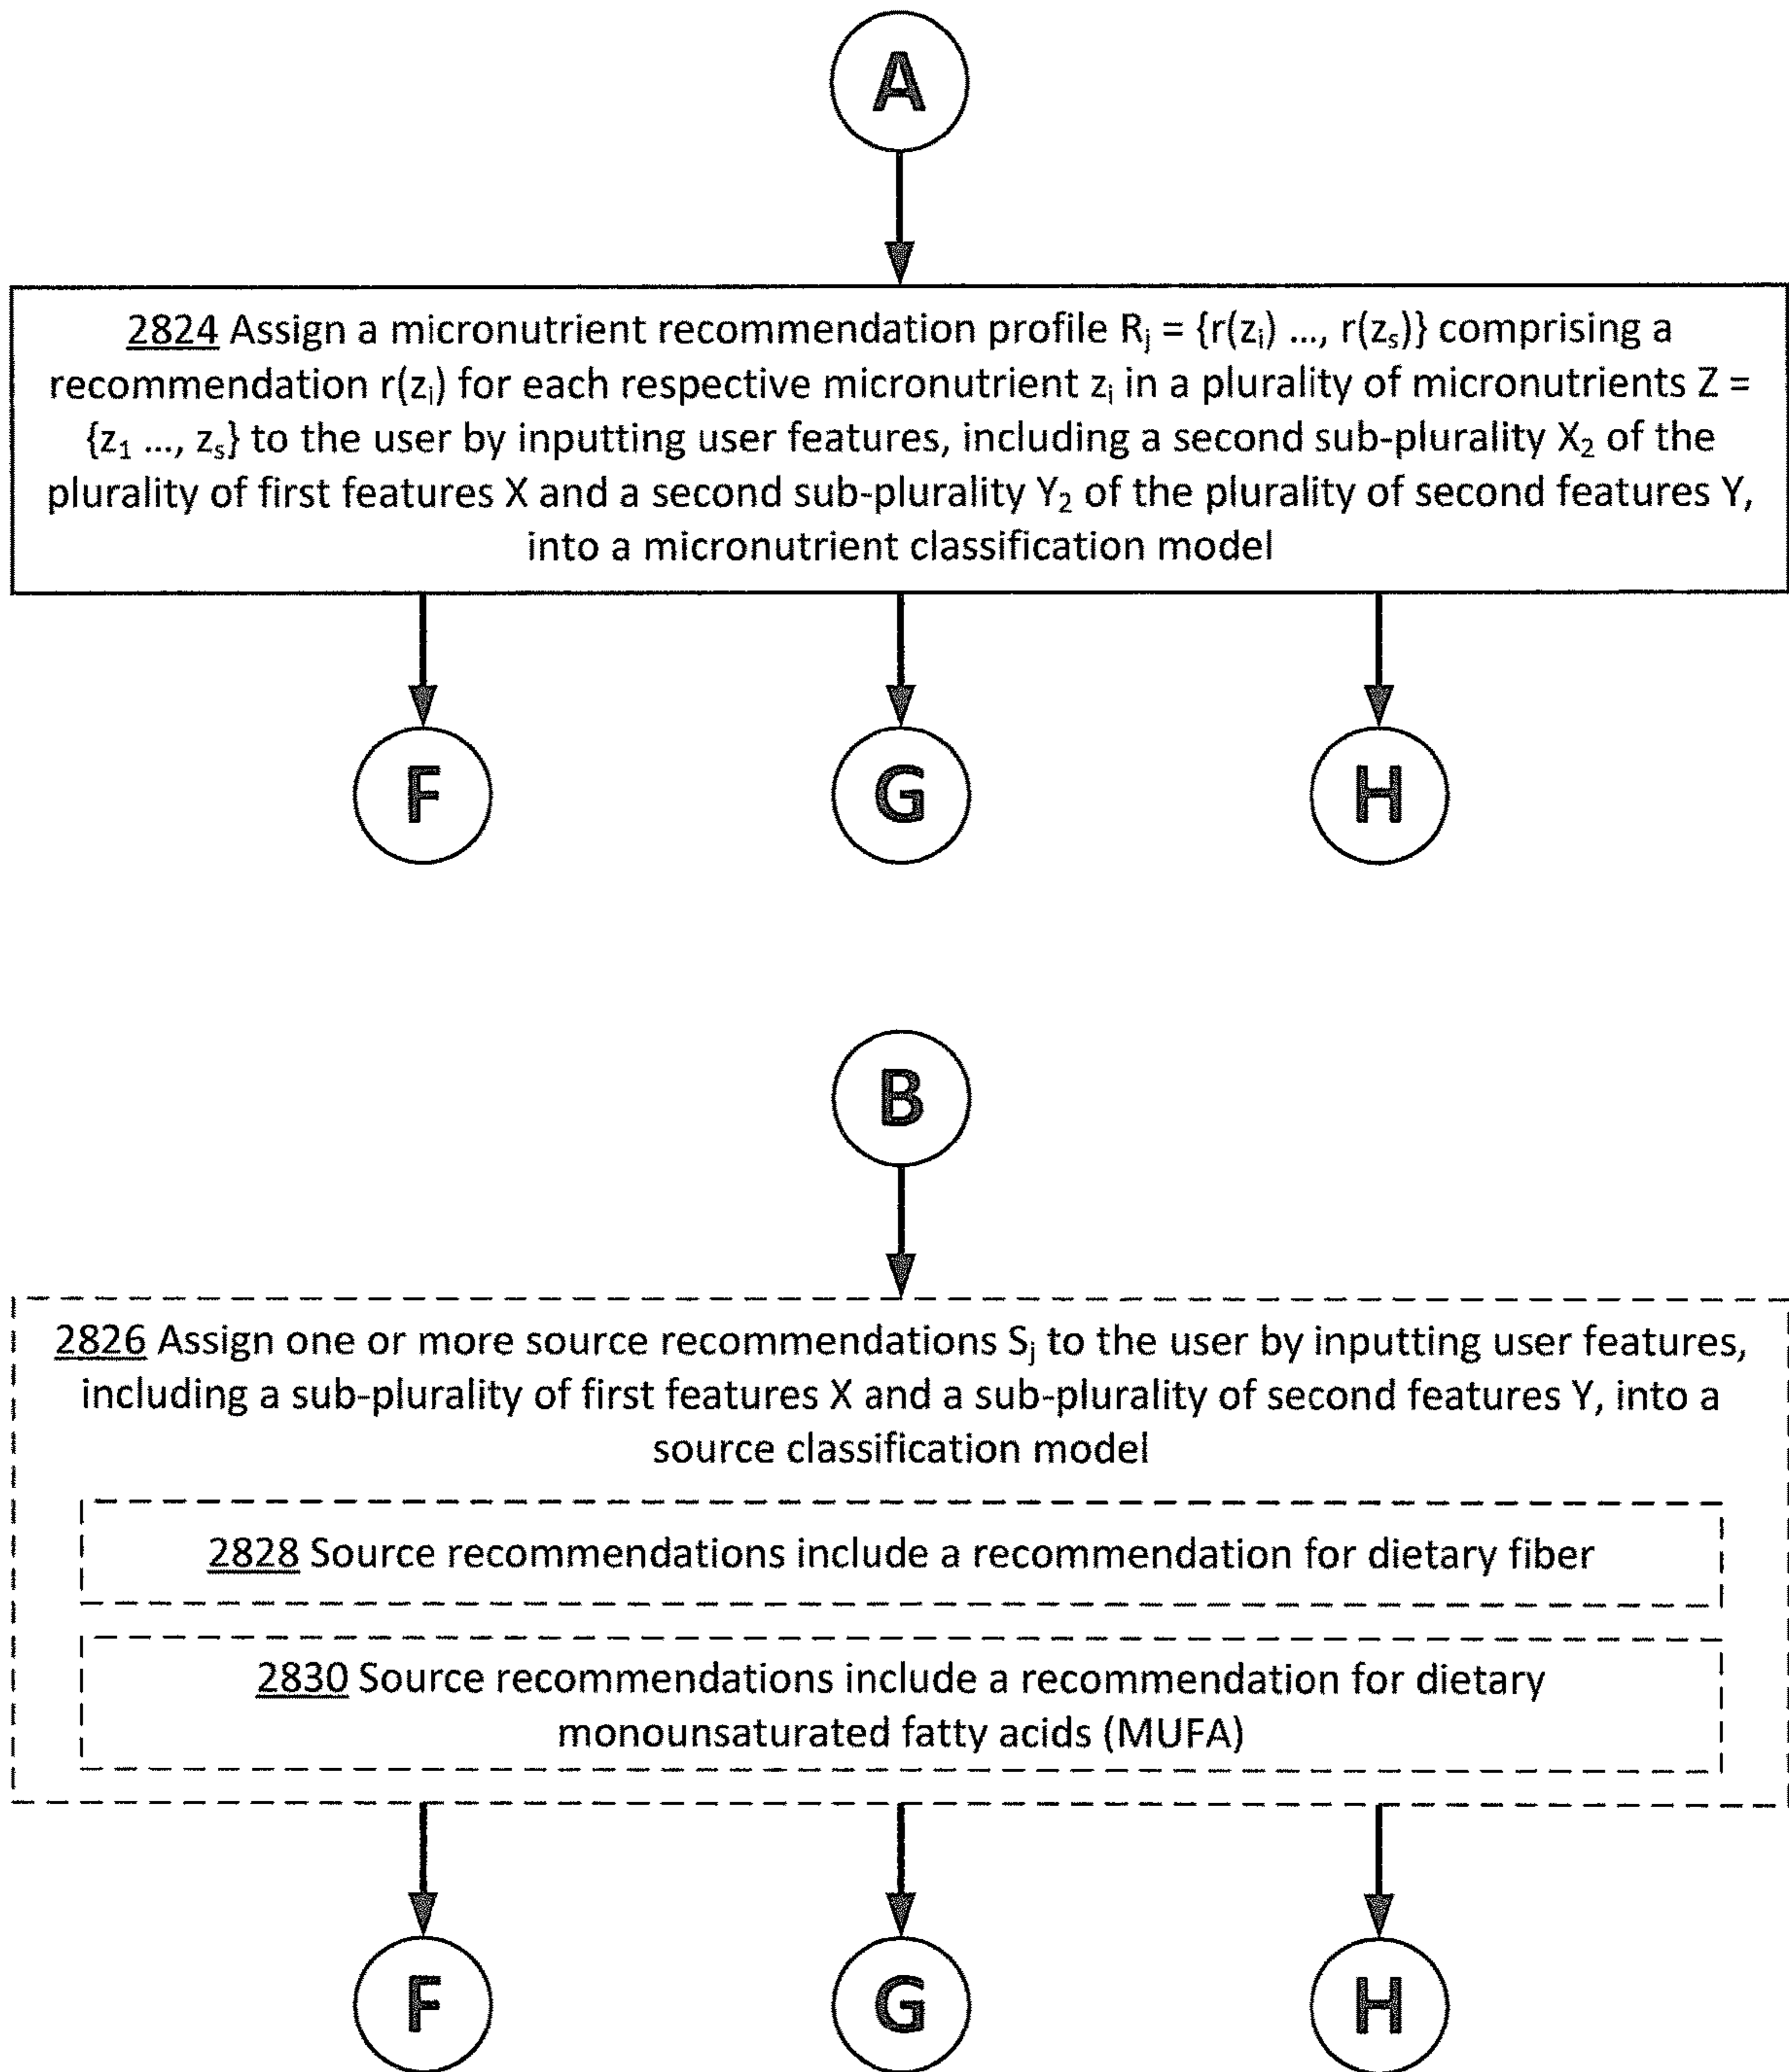 A
2824 Assign a micronutrient recommendation profile Rⱼ = {r(zᵢ) ..., r(zₛ)} comprising a
recommendation r(zᵢ) for each respective micronutrient zᵢ in a plurality of micronutrients Z =
{z₁ ..., zₛ} to the user by inputting user features, including a second sub-plurality X₂ of the
plurality of first features X and a second sub-plurality Y₂ of the plurality of second features Y,
into a micronutrient classification model
F G H
B
2826 Assign one or more source recommendations Sⱼ to the user by inputting user features,
including a sub-plurality of first features X and a sub-plurality of second features Y, into a
source classification model
2828 Source recommendations include a recommendation for dietary fiber
2830 Source recommendations include a recommendation for dietary
monounsaturated fatty acids (MUFA)
F G H